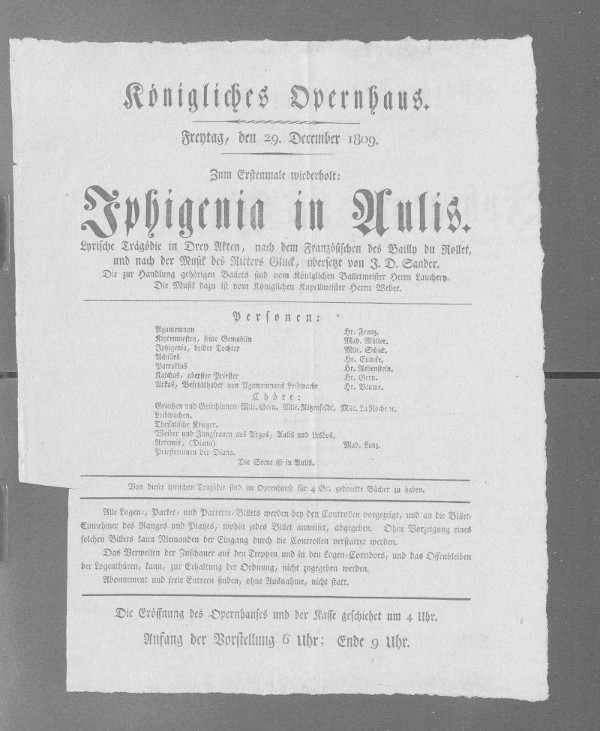 Königliches Opernhaus.
Freytag, den 29. December 1809.
Zum Erstenmale wiederholt:
Iphigenia in Aulis.
Lyrische Tragödie in Drey Akten, nach dem Französischen des Bailly du Rollet,
und nach der Musik des Ritters Gluck, übersetzt von J. D. Sander.
Die zur Handlung gehörigen Ballets sind vom Königlichen Balletmeister Herrn Lauchery.
Die Musik dazu ist vom Königlichen Kapellmeister Herrn Weber.
Personen:
Agamemnon Hr. Franz.
Klytemnestra, seine Gemahlin Mad. Müller.
Iphigenia, beider Tochter Mlle. Schick.
Achilles Hr. Eunike.
Patroklus Hr. Rebenstein.
Kalchas, oberster Priester Hr. Gern.
Arkas, Befehlhaber von Agamemnons Leibwache Hr. Blume.
Chöre:
Griechen und Griechinnen Mlle. Gern. Mlle. Ritzenfeldt. Mlle. LaRoche ꝛc.
Leibwachen.
Thessalische Krieger.
Weiber und Jungfrauen aus Argos, Aulis und Lesbos.
Artemis, (Diana) Mad. Lanz.
Priesterinnen der Diana.
Die Scene ist in Aulis.
Von dieser lyrischen Tragödie sind im Opernhause für 4 Gr. gedruckte Bücher zu haben.
Alle Logen-, Parket- und Parterre-Billets werden bey den Controllen vorgezeigt, und an die Billet-
Einnehmer des Ranges und Platzes, wohin jedes Billet anweiset, abgegeben. Ohne Vorzeigung eines
solchen Billets kann Niemanden der Eingang durch die Controllen verstattet werden.
Das Verweilen der Zuschauer auf den Treppen und in den Logen-Corridors, und das Offenbleiben
der Logenthüren, kann, zur Erhaltung der Ordnung, nicht zugegeben werden.
Abonnement und freie Entreen finden, ohne Ausnahme, nicht statt.
Die Eröffnung des Opernhauses und der Kasse geschiehet um 4 Uhr.
Anfang der Vorstellung 6 Uhr; Ende 9 Uhr.